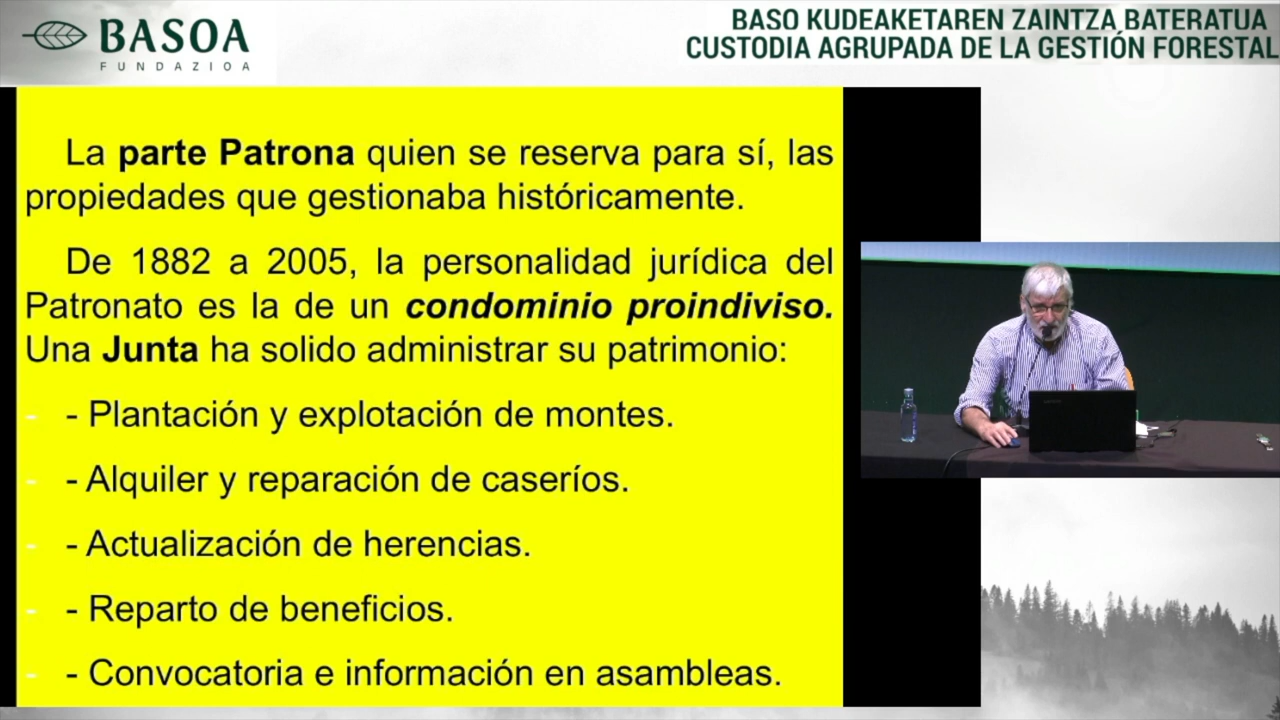 BASOA
FUNDAZIOA
BASO KUDEAKETAREN ZAINTZA BATERATUA
CUSTODIA AGRUPADA DE LA GESTIÓN FORESTAL
La parte Patrona quien se reserva para sí, las
propiedades que gestionaba históricamente.
De 1882 a 2005, la personalidad jurídica del
Patronato es la de un condominio proindiviso.
Una Junta ha solido administrar su patrimonio:
- - Plantación y explotación de montes.
- - Alquiler y reparación de caseríos.
- - Actualización de herencias.
- - Reparto de beneficios.
- - Convocatoria e información en asambleas.